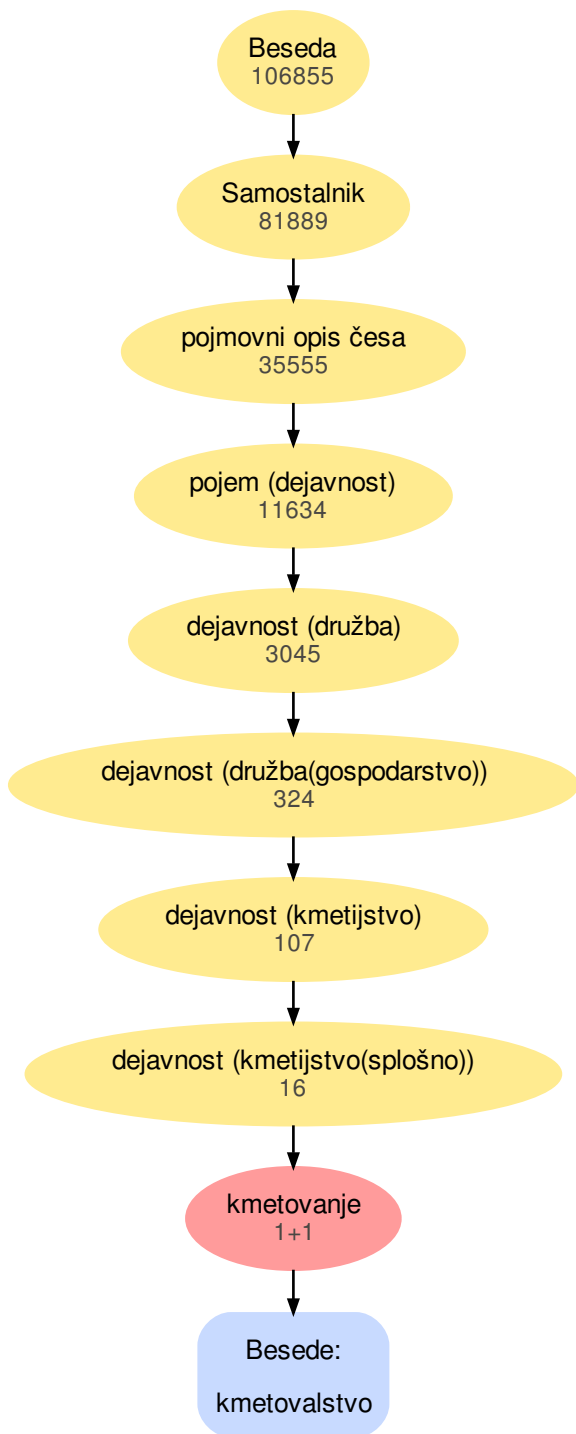 Beseda
106855
Samostalnik
81889
pojmovni opis česa
35555
pojem (dejavnost)
11634
dejavnost (družba)
3045
dejavnost (družba(gospodarstvo))
324
dejavnost (kmetijstvo)
107
dejavnost (kmetijstvo(splošno))
16
kmetovanje
1+1
Besede:
kmetovalstvo